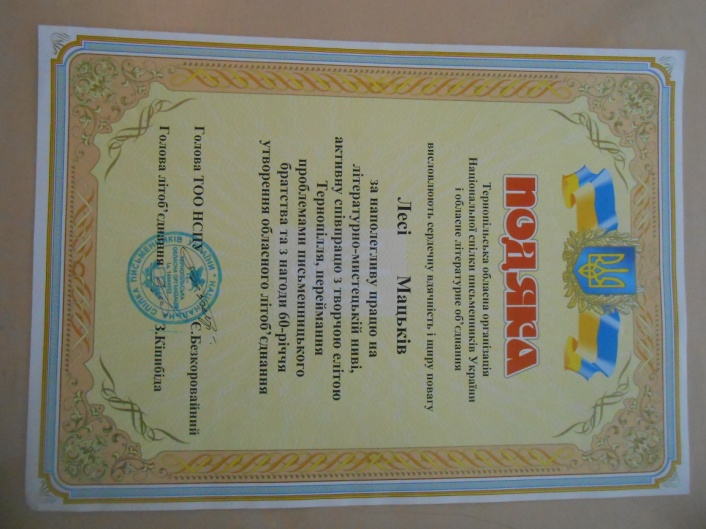 ПОДЯКА
Тернопільська обласна організація
Національної спілки письменників України
і обласне літературне об'єднання
висловлюють сердечну вдячність і щиру повагу
Лесі Мацьків
за наполегливу працю на
літературно-мистецькій ниві,
активну співпрацю з творчою елітою
Тернопілля, переймання
проблемами письменницького
братства та з нагоди 60-річчя
утворення обласного літоб'єднання
Голова ТОО НСПУ Є.Безкоровайний
Голова літоб'єднання З.Кіпибіда